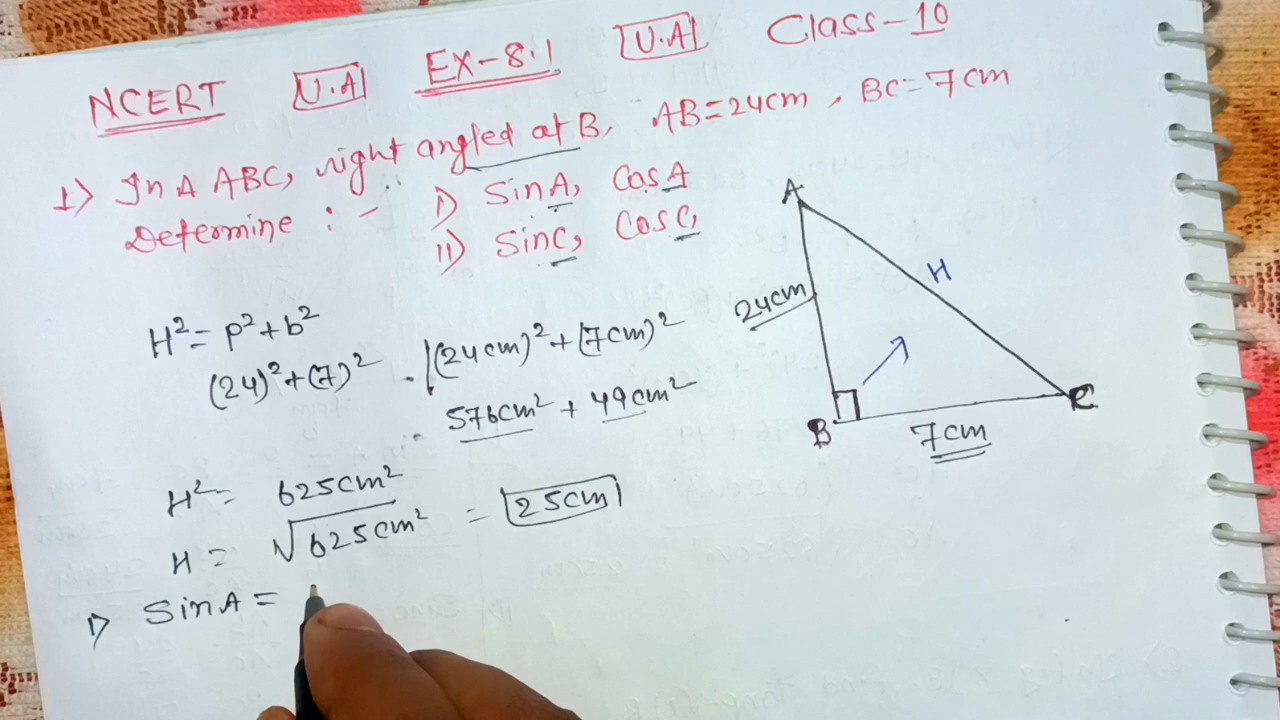 NCERT U.A EX-8.1 U.A Class-10
1) In Δ ABC, right angled at B, AB=24cm, BC=7cm
Determine :- I) SinA, CosA
II) SinC, CosC,
H²= p²+b²
(24)²+(7)² (24cm)²+(7cm)²
576cm² + 49cm²
H²= 625cm²
H= √625cm² = 25cm
I) SinA=
A
H
24cm
B
C
7cm